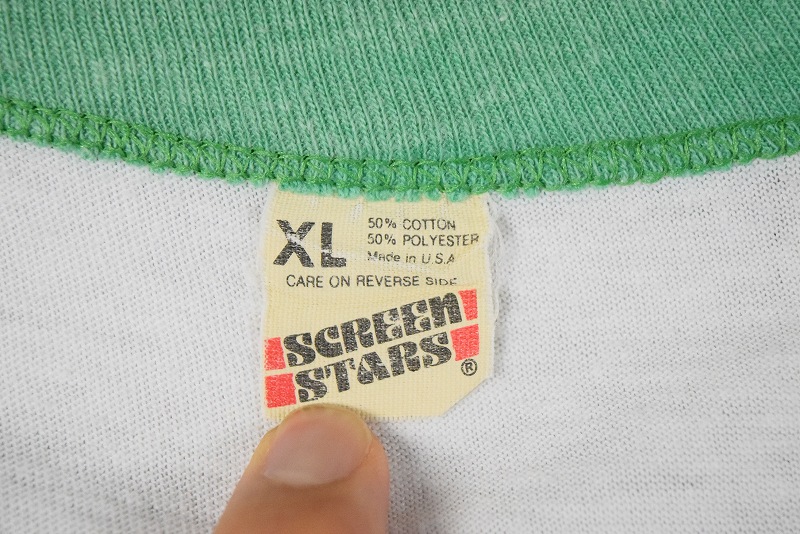 XL
50% COTTON
50% POLYESTER
Made in U.S.A
CARE ON REVERSE SIDE
SCREEN
STARS
®